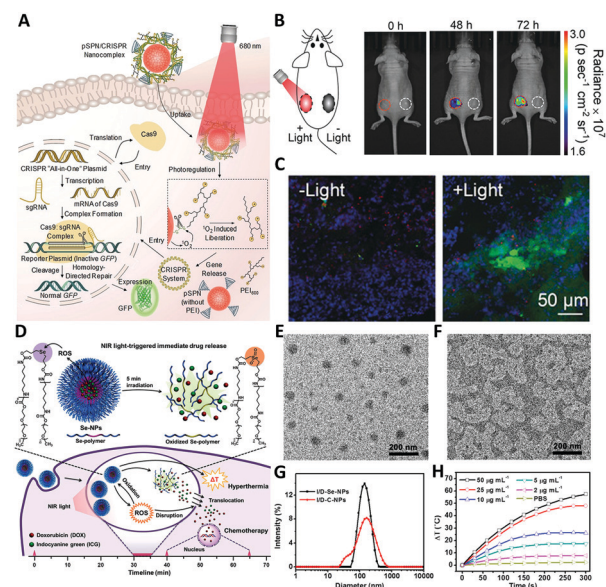 A
pSPN/CRISPR
Nanocomplex
680 nm
Uptake
Translation
Cas9
Entry
CRISPR "All-in-One" Plasmid
Transcription
sgRNA
mRNA of Cas9
Complex Formation
Cas9: sgRNA
Complex
Reporter Plasmid (Inactive GFP)
Cleavage
Homology-
Directed Repair
Normal GFP
Photoregulation
¹O₂
¹O₂ Induced
Liberation
Entry
CRISPR
System
Gene
Release
Expression
GFP
pSPN
(without
PEI)
B
+
Light
-
Light
0 h
48 h
72 h
3.0
1.6
Radiance × 10⁷
(p sec⁻¹ cm⁻² sr⁻¹)
C
-Light
+Light
50 µm
D
NIR light-triggered immediate drug release
ROS
5 min
irradiation
Se-NPs
Se-polymer
Oxidized Se-polymer
NIR light
Oxidation
ROS
Disruption
ΔT
Hyperthermia
Translocation
Chemotherapy
Nucleus
Doxorubicin (DOX)
Indocyanine green (ICG)
0 10 20 30 40 50 60 70
Timeline (min)
E
200 nm
F
200 nm
G
I/D-Se-NPs
I/D-C-NPs
Intensity (%)
12
8
4
0
1 10 100 1000 10000
Diameter (nm)
H
50 µg mL⁻¹
25 µg mL⁻¹
10 µg mL⁻¹
5 µg mL⁻¹
2 µg mL⁻¹
PBS
ΔT (°C)
70
60
50
40
30
20
10
0
0 50 100 150 200 250 300
Time (s)